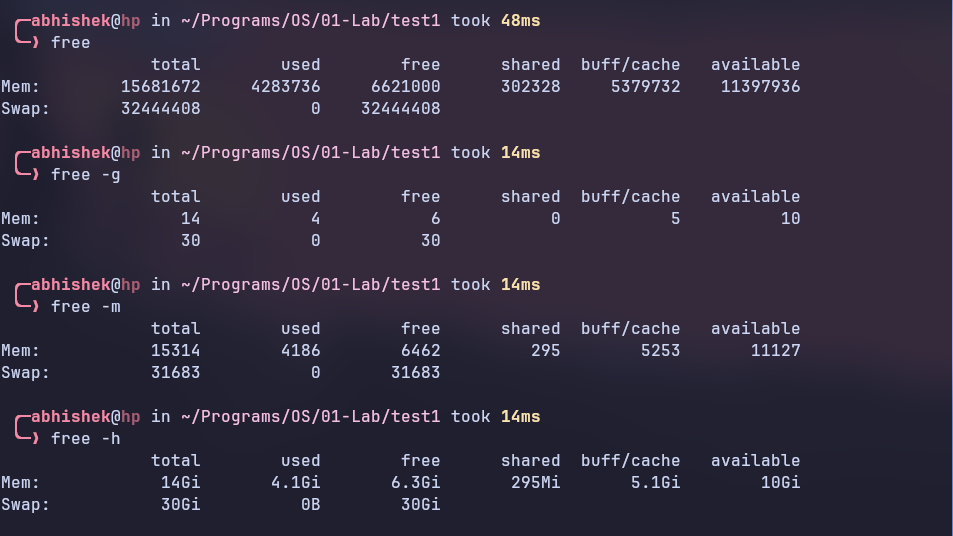 abhishek@hp in ~/Programs/OS/01-Lab/test1 took 48ms
❯ free
total used free shared buff/cache available
Mem: 15681672 4283736 6621000 302328 5379732 11397936
Swap: 32444408 0 32444408
abhishek@hp in ~/Programs/OS/01-Lab/test1 took 14ms
❯ free -g
total used free shared buff/cache available
Mem: 14 4 6 0 5 10
Swap: 30 0 30
abhishek@hp in ~/Programs/OS/01-Lab/test1 took 14ms
❯ free -m
total used free shared buff/cache available
Mem: 15314 4186 6462 295 5253 11127
Swap: 31683 0 31683
abhishek@hp in ~/Programs/OS/01-Lab/test1 took 14ms
❯ free -h
total used free shared buff/cache available
Mem: 14Gi 4.1Gi 6.3Gi 295Mi 5.1Gi 10Gi
Swap: 30Gi 0B 30Gi